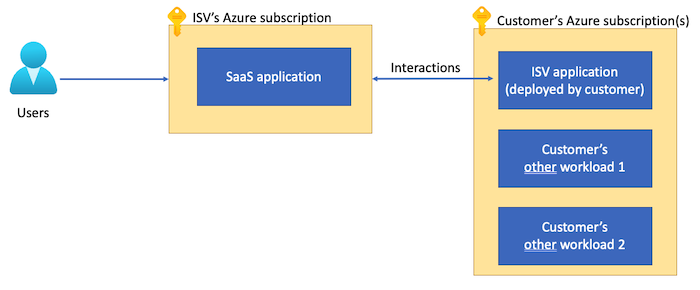 ISV's Azure subscription
Customer's Azure subscription(s)
SaaS application
Interactions
ISV application
(deployed by customer)
Users
Customer's
other workload 1
Customer's
other workload 2